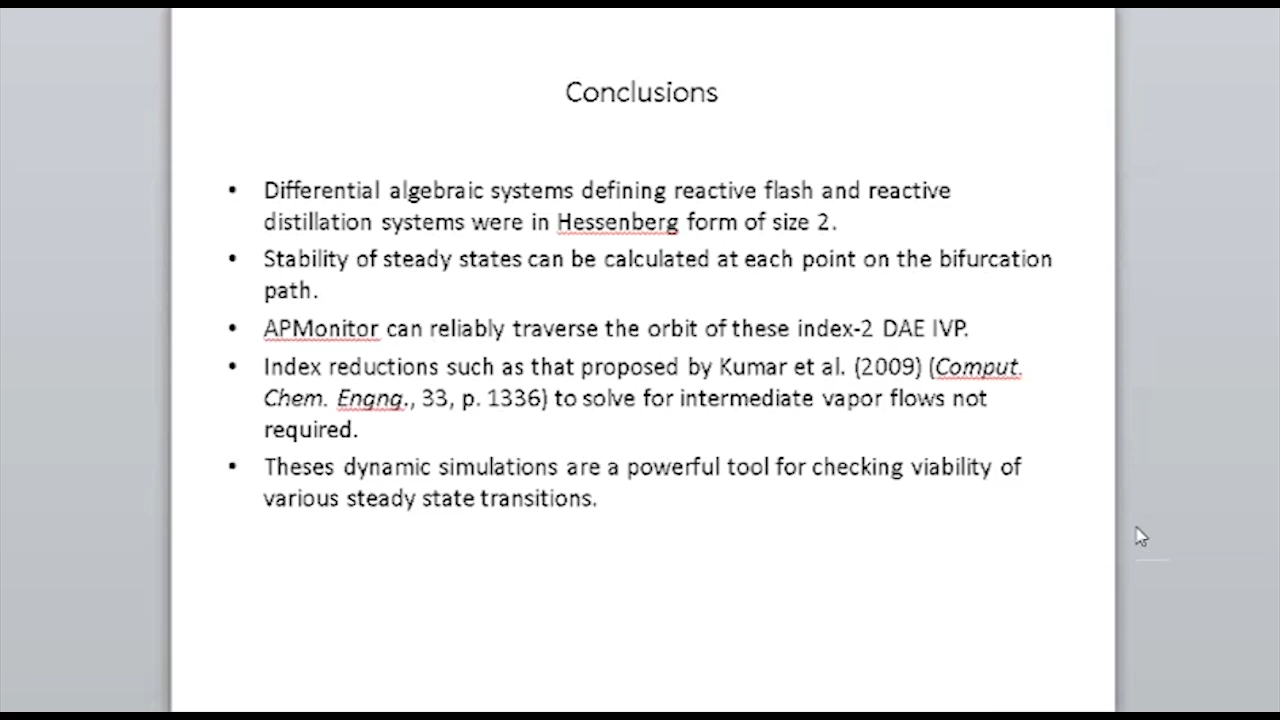 Conclusions
• Differential algebraic systems defining reactive flash and reactive
distillation systems were in Hessenberg form of size 2.
• Stability of steady states can be calculated at each point on the bifurcation
path.
• APMonitor can reliably traverse the orbit of these index-2 DAE IVP.
• Index reductions such as that proposed by Kumar et al. (2009) (Comput.
Chem. Engng., 33, p. 1336) to solve for intermediate vapor flows not
required.
• Theses dynamic simulations are a powerful tool for checking viability of
various steady state transitions.